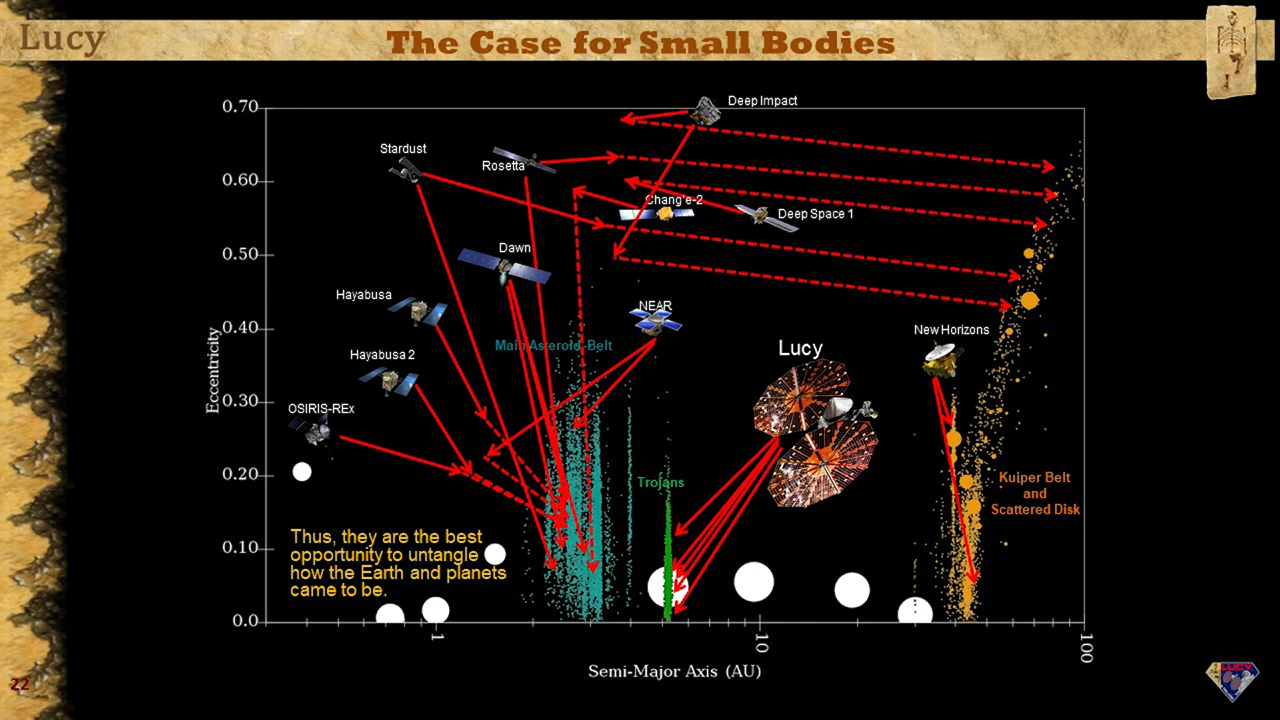 Lucy
The Case for Small Bodies
0.70
0.60
0.50
0.40
0.30
0.20
0.10
0.0
Eccentricity
Deep Impact
Stardust
Rosetta
Chang'e-2
Deep Space 1
Dawn
Hayabusa
NEAR
New Horizons
Main Asteroid Belt
Lucy
Hayabusa 2
OSIRIS-REx
Trojans
Kuiper Belt
and
Scattered Disk
Thus, they are the best
opportunity to untangle
how the Earth and planets
came to be.
1
10
100
Semi-Major Axis (AU)
22
LUCY